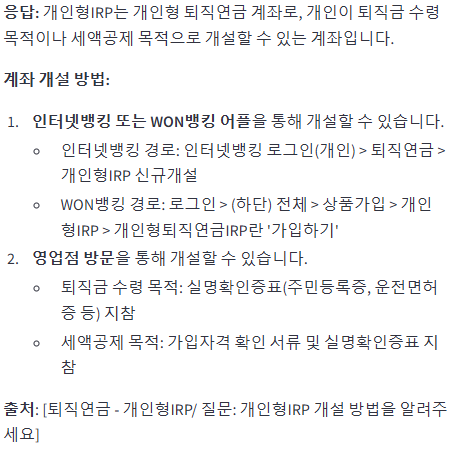 응답: 개인형IRP는 개인형 퇴직연금 계좌로, 개인이 퇴직금 수령
목적이나 세액공제 목적으로 개설할 수 있는 계좌입니다.
계좌 개설 방법:
1. 인터넷뱅킹 또는 WON뱅킹 어플을 통해 개설할 수 있습니다.
○ 인터넷뱅킹 경로: 인터넷뱅킹 로그인(개인) > 퇴직연금 >
개인형IRP 신규개설
○ WON뱅킹 경로: 로그인 > (하단) 전체 > 상품가입 > 개인
형IRP > 개인형퇴직연금IRP란 '가입하기'
2. 영업점 방문을 통해 개설할 수 있습니다.
○ 퇴직금 수령 목적: 실명확인증표(주민등록증, 운전면허
증 등) 지참
○ 세액공제 목적: 가입자격 확인 서류 및 실명확인증표 지
참
출처: [퇴직연금 - 개인형IRP/ 질문: 개인형IRP 개설 방법을 알려주
세요]